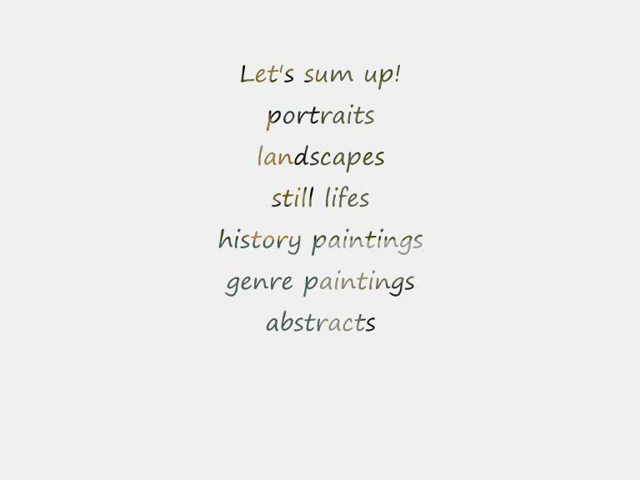 Let's sum up!
portraits
landscapes
still lifes
history paintings
genre paintings
abstracts